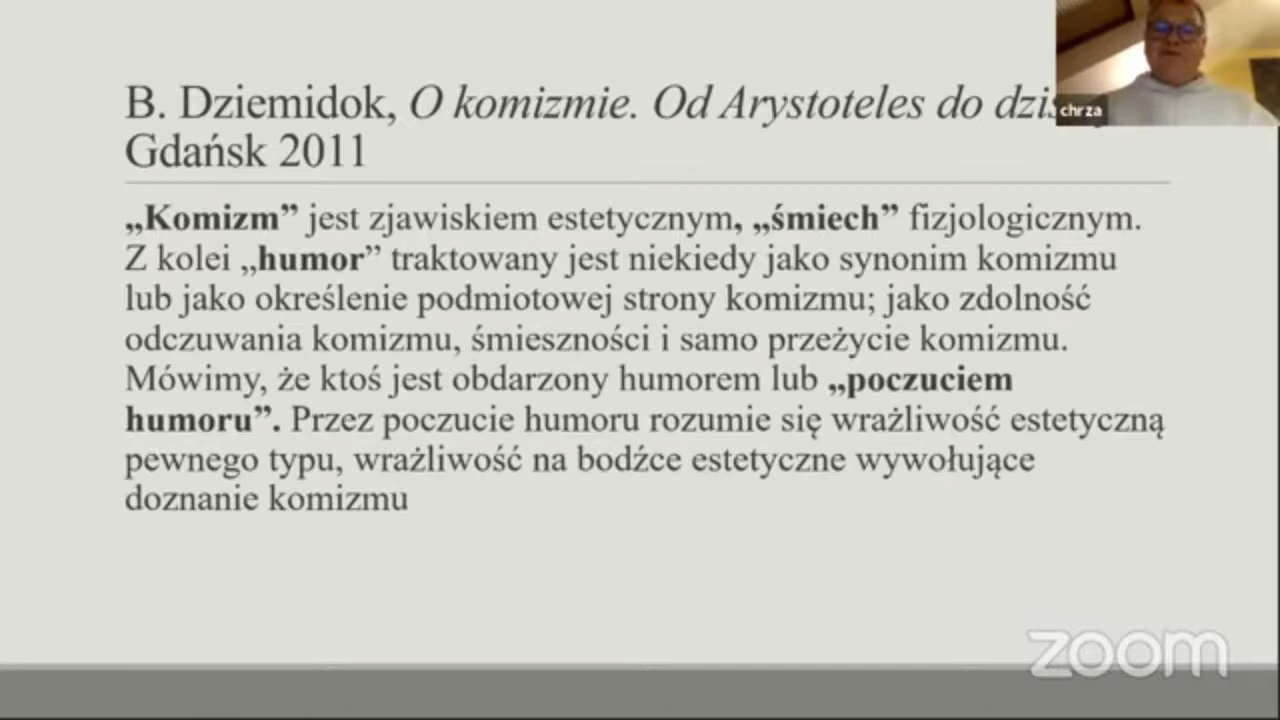 B. Dziemidok, O komizmie. Od Arystoteles do
Gdańsk 2011
„Komizm” jest zjawiskiem estetycznym, „śmiech” fizjologicznym.
Z kolei „humor” traktowany jest niekiedy jako synonim komizmu
lub jako określenie podmiotowej strony komizmu; jako zdolność
odczuwania komizmu, śmieszności i samo przeżycie komizmu.
Mówimy, że ktoś jest obdarzony humorem lub „poczuciem
humoru”. Przez poczucie humoru rozumie się wrażliwość estetyczną
pewnego typu, wrażliwość na bodźce estetyczne wywołujące
doznanie komizmu
chrza
zoom